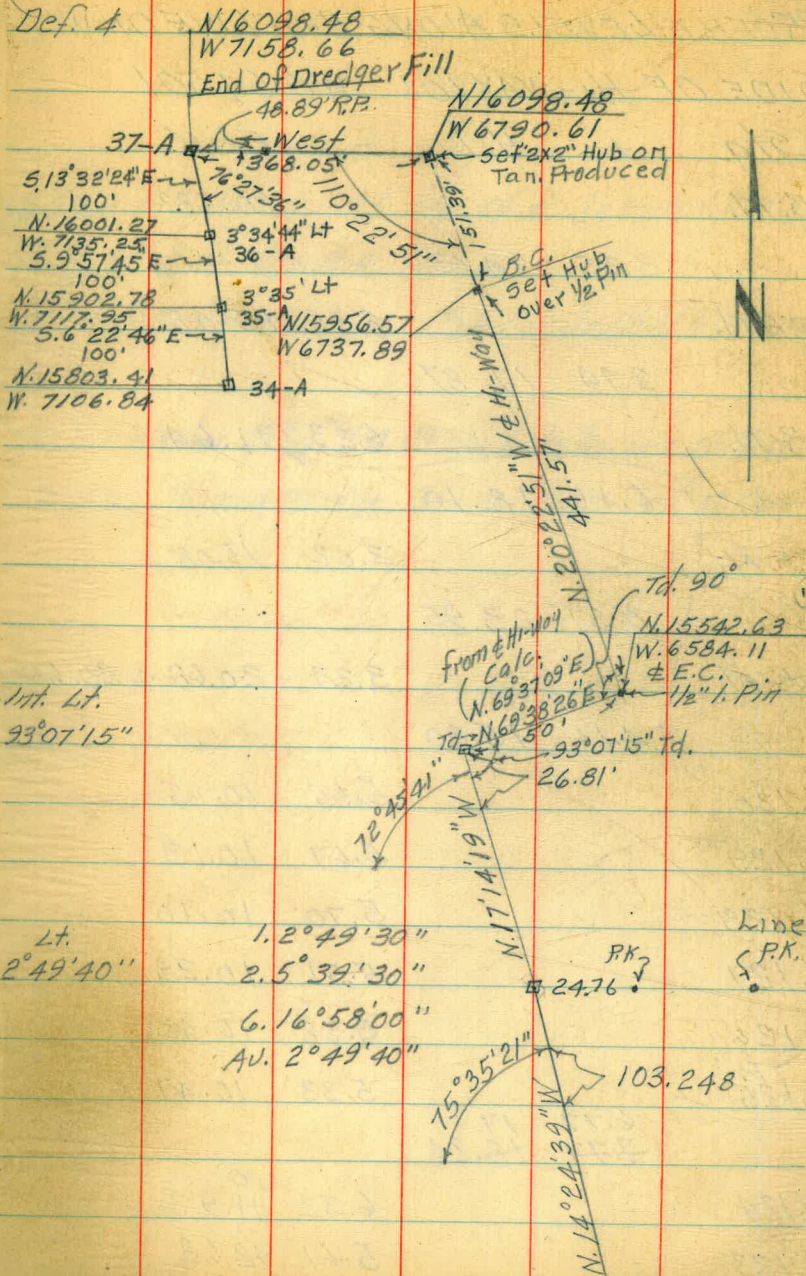 Def. 4
N16098.48
W7158.66
End of Dredger Fill
48.89' R.P.
N16098.48
W6790.61
37-A
West
368.05'
Set 2x2" Hub on
Tan. Produced
S.13°32'24"E
100'
76°27'36"
110°22'51"
151.39'
N.16001.27
W.7135.25
3°34'44" Lt
36-A
S.9°57'45"E
100'
B.C.
Set Hub
over 1/2 Pin
N.15902.78
W.7117.95
3°35' Lt
35-A
N15956.57
W6737.89
S.6°22'46"E
100'
N.15803.41
W.7106.84
34-A
N
N.20°22'51"W ℄ Hi-Way
441.57'
Td. 90°
N.15542.63
W.6584.11
℄ E.C.
1/2" I. Pin
from ℄ Hi-Way
Calc.
(N.69°37'09"E)
N.69°38'26"E
50'
Int. Lt.
93°07'15"
Td.
93°07'15" Td.
26.81'
72°45'41"
N.17°14'19"W
Lt.
2°49'40"
1. 2°49'30"
2. 5°39'30"
6. 16°58'00"
Av. 2°49'40"
Line
P.K.
P.K.
24.76
75°35'21"
103.248
N.14°24'39"W